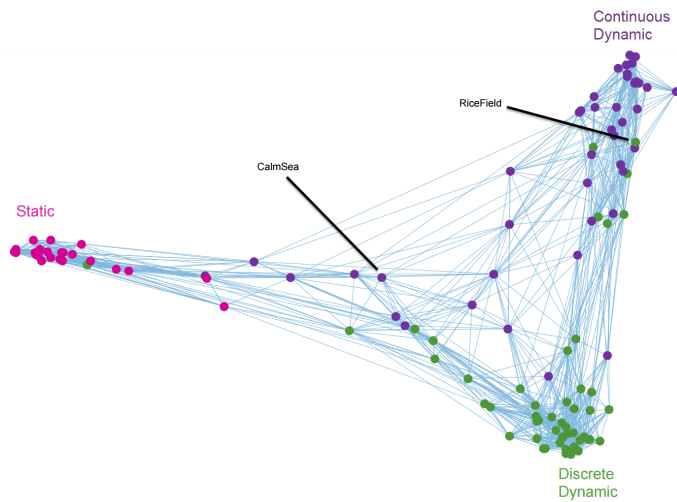 Continuous
Dynamic
RiceField
CalmSea
Static
Discrete
Dynamic